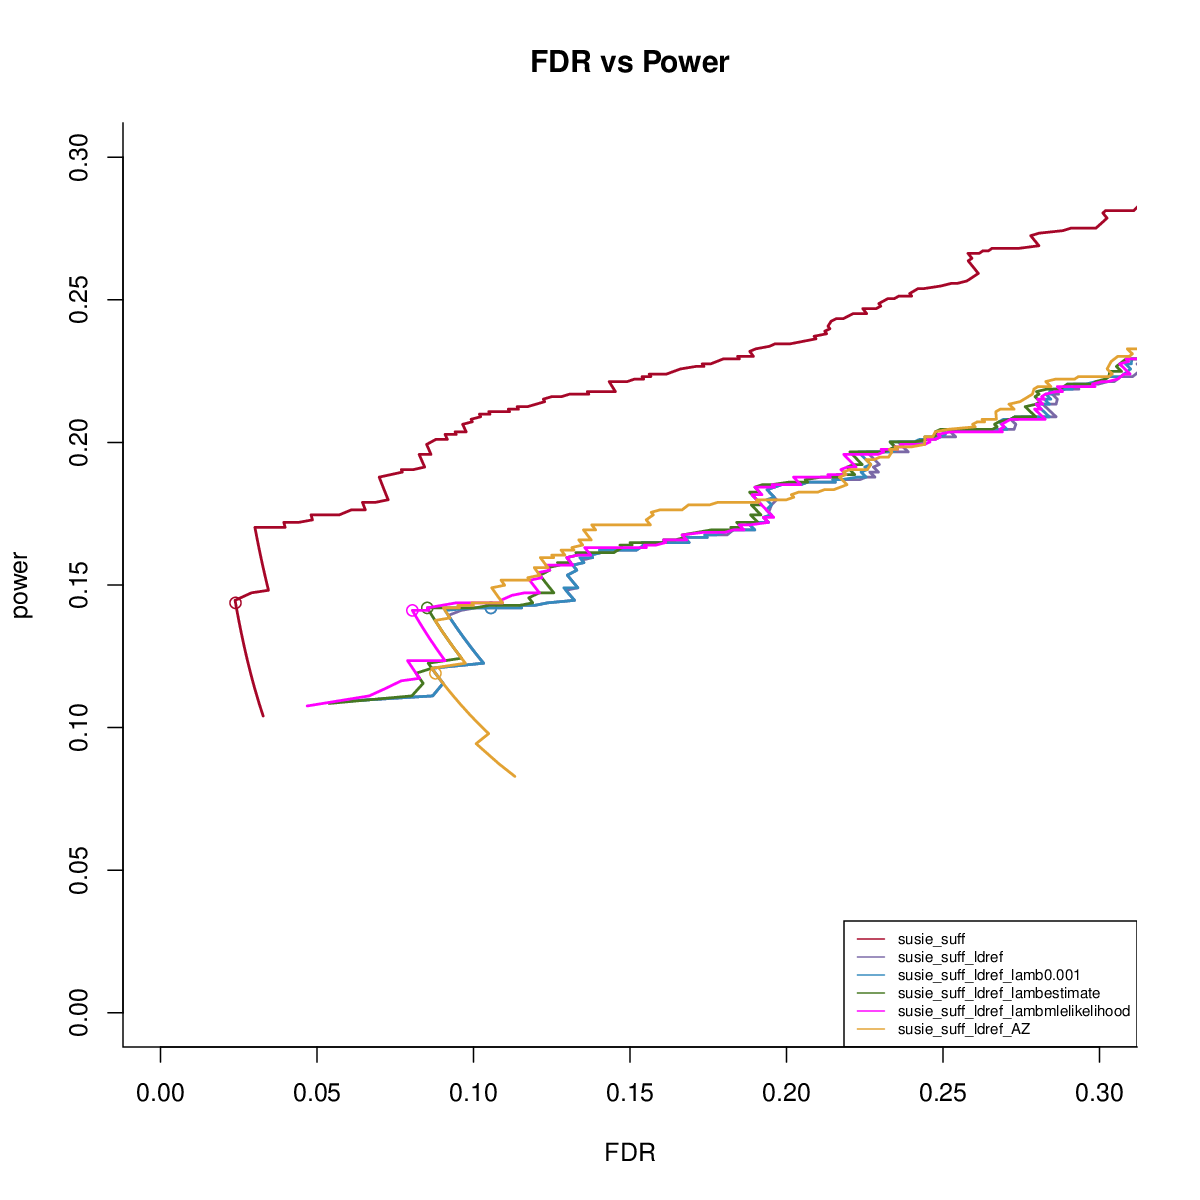 FDR vs Power
power
0.30
0.25
0.20
0.15
0.10
0.05
0.00
susie_suff
susie_suff_ldref
susie_suff_ldref_lamb0.001
susie_suff_ldref_lambestimate
susie_suff_ldref_lambmlelikelihood
susie_suff_ldref_AZ
0.00 0.05 0.10 0.15 0.20 0.25 0.30
FDR